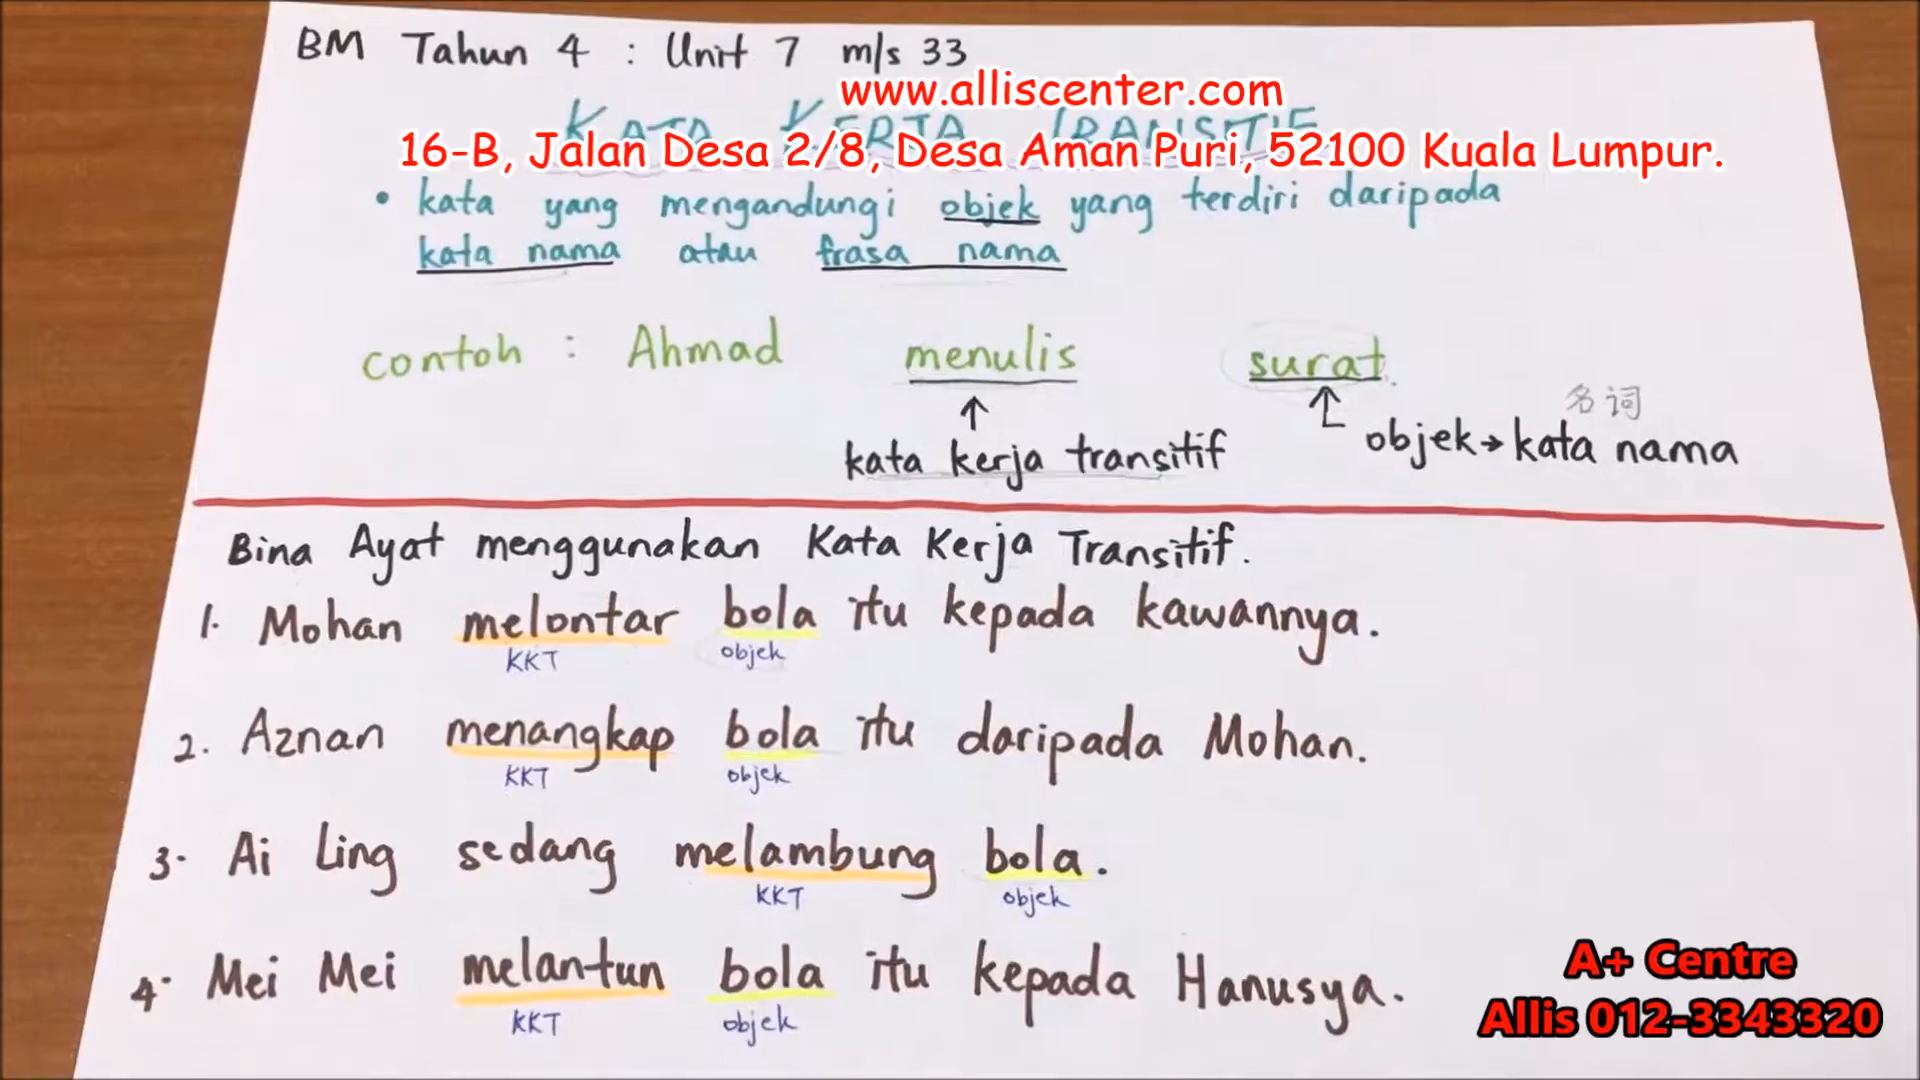 BM Tahun 4 : Unit 7 m/s 33
www.alliscenter.com
KATA KERJA TRANSITIF
16-B, Jalan Desa 2/8, Desa Aman Puri, 52100 Kuala Lumpur.
• kata yang mengandungi objek yang terdiri daripada
kata nama atau frasa nama
contoh : Ahmad menulis surat.
名词
kata kerja transitif
objek → kata nama
Bina Ayat menggunakan Kata Kerja Transitif.
1. Mohan melontar bola itu kepada kawannya.
KKT objek
2. Aznan menangkap bola itu daripada Mohan.
KKT objek
3. Ai Ling sedang melambung bola.
KKT objek
4. Mei Mei melantun bola itu kepada Hanusya.
KKT objek
A+ Centre
Allis 012-3343320